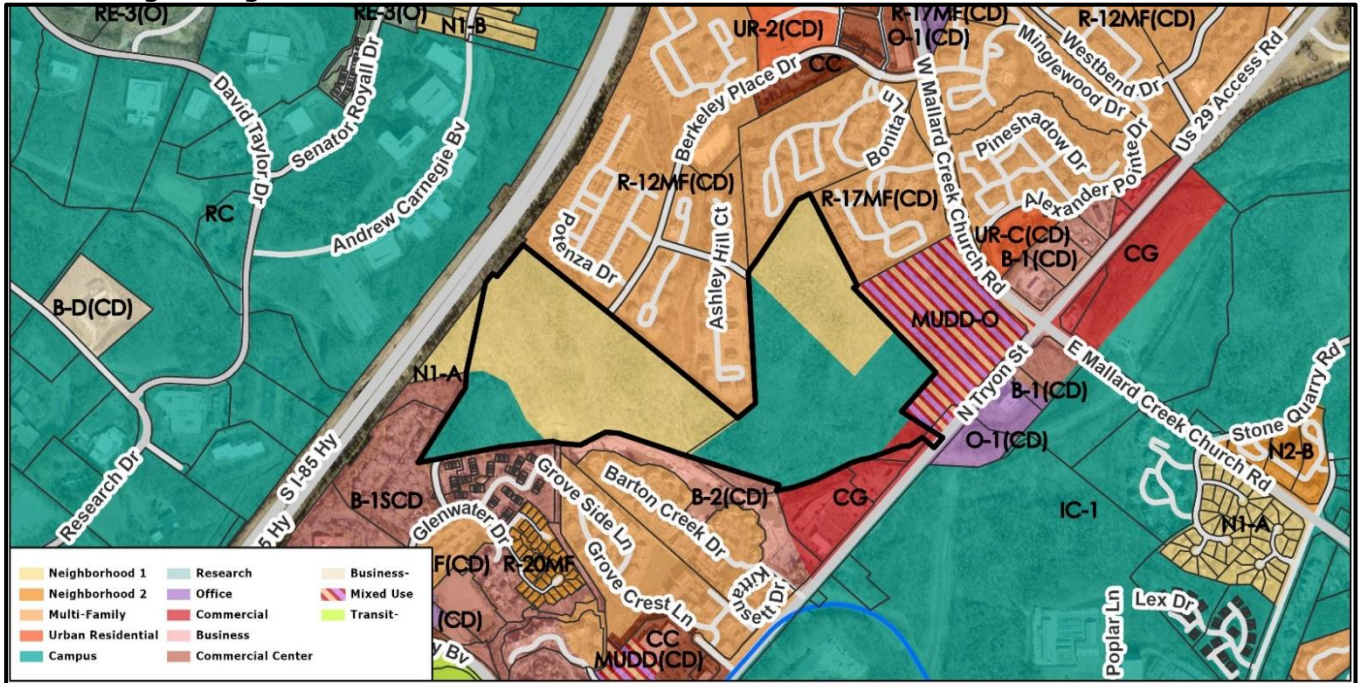 RE-3(O)
RE-3(O)
N1-B
UR-2(CD)
CC
R-17MF(CD)
O-1(CD)
R-12MF(CD)
David Taylor Dr
Senator Royall Dr
Andrew Carnegie Bv
Berkeley Place Dr
W Mallard Creek Church Rd
Minglewood Dr
Westbend Dr
Us 29 Access Rd
Bonita Ln
Pineshadow Dr
Alexander Pointe Dr
RC
R-12MF(CD)
R-17MF(CD)
Potenza Dr
Ashley Hill Ct
UR-C(CD)
B-1(CD)
CG
B-D(CD)
MUDD-O
N1-A
N Tryon St
E Mallard Creek Church Rd
B-1(CD)
O-1(CD)
Stone Quarry Rd
N2-B
Research Dr
S I-85 Hy
5 Hy
B-1SCD
Grove Side Ln
Barton Creek Dr
B-2(CD)
CG
IC-1
N1-A
Glenwater Dr
F(CD)
R-20MF
Grove Crest Ln
Kittansett Dr
Lex Dr
Poplar Ln
(CD)
CC
MUDD(CD)
y Bv
Neighborhood 1
Neighborhood 2
Multi-Family
Urban Residential
Campus
Research
Office
Commercial
Business
Commercial Center
Business-
Mixed Use
Transit-